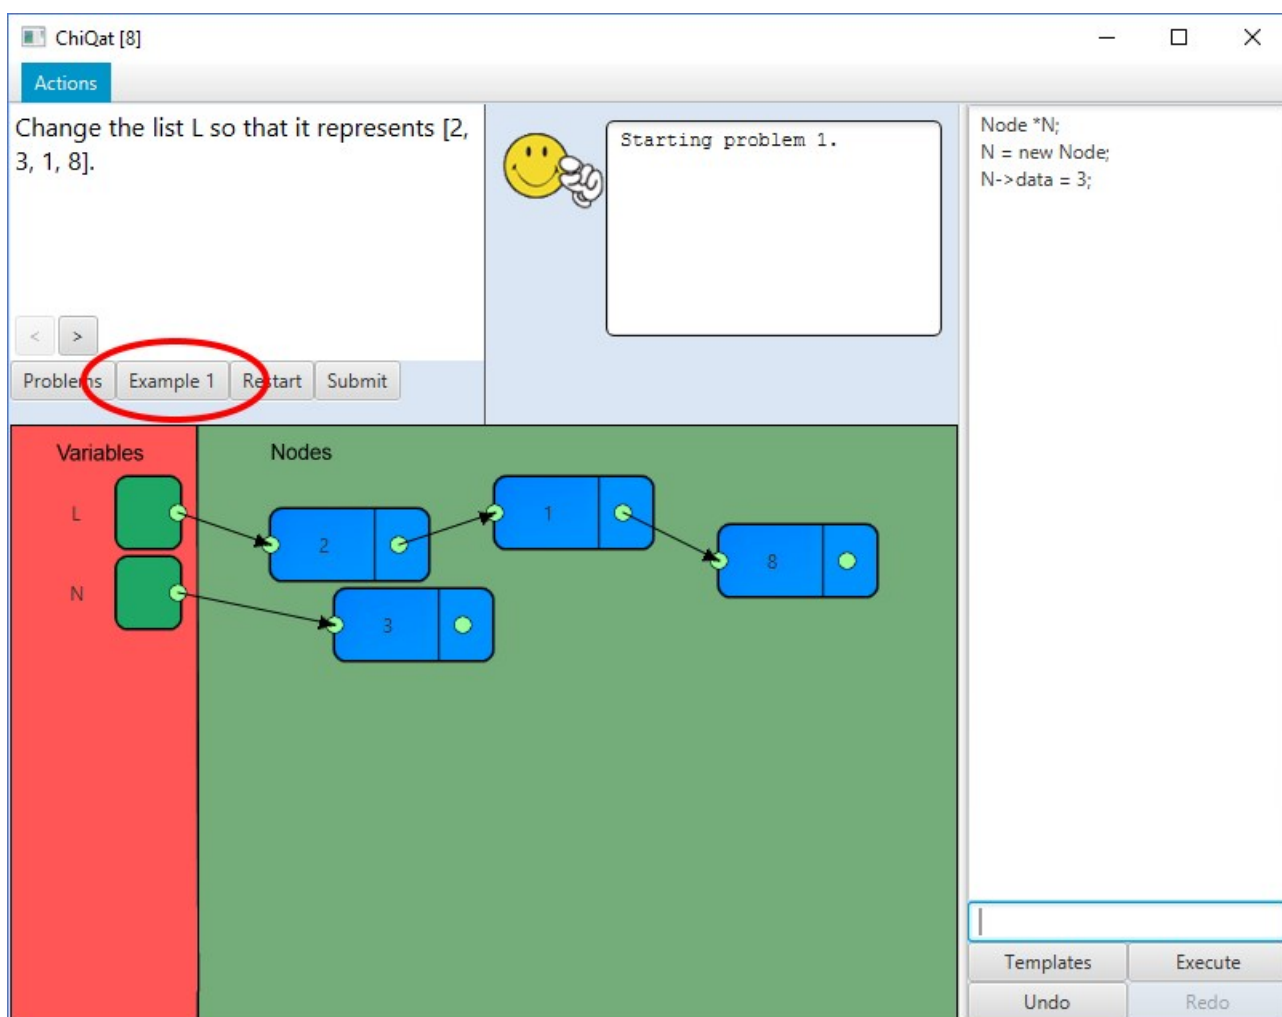 ChiQat [8]
Actions
Change the list L so that it represents [2,
3, 1, 8].
< >
Problems Example 1 Restart Submit
Starting problem 1.
Node *N;
N = new Node;
N->data = 3;
Variables
L
N
Nodes
2
1
8
3
Templates Execute
Undo Redo